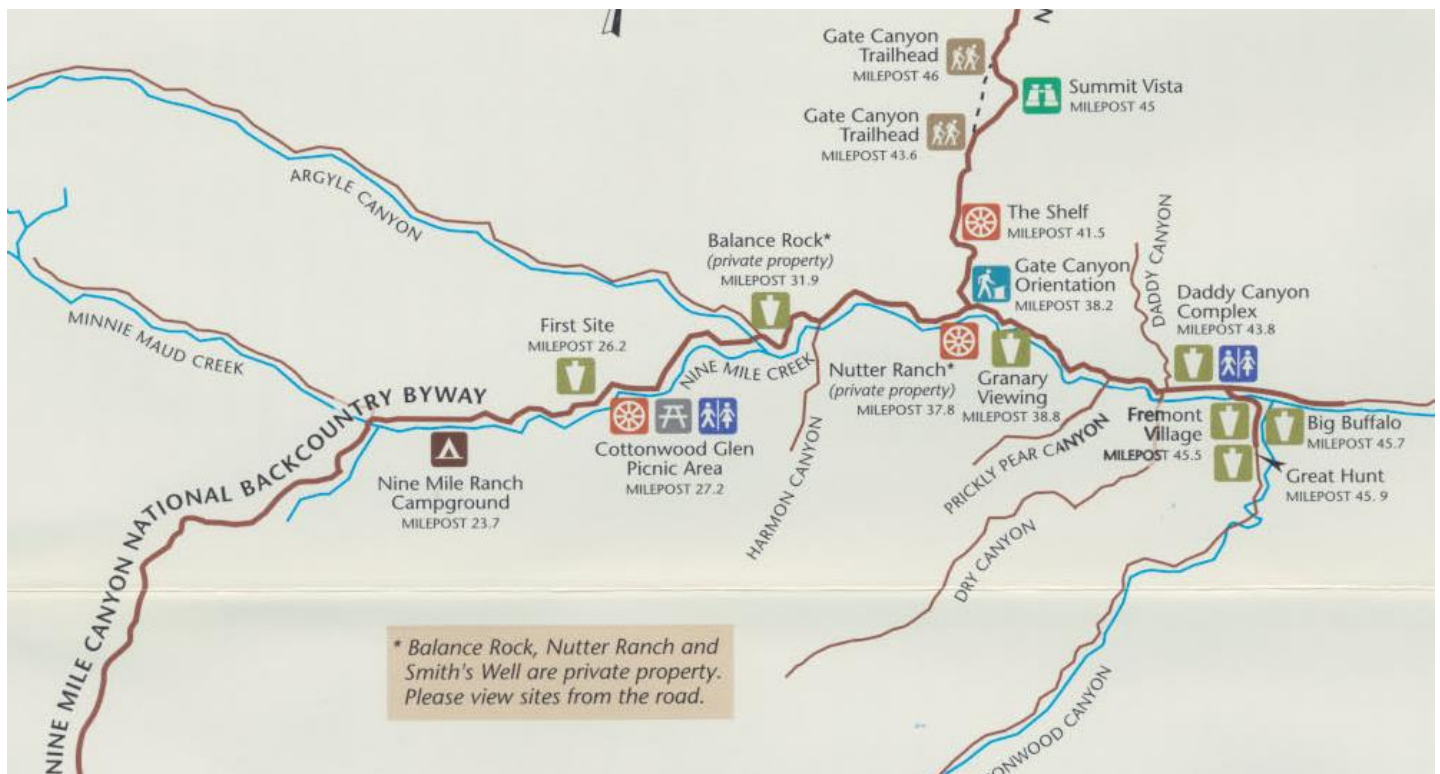 N
Gate Canyon
Trailhead
MILEPOST 46
Summit Vista
MILEPOST 45
Gate Canyon
Trailhead
MILEPOST 43.6
ARGYLE CANYON
The Shelf
MILEPOST 41.5
DADDY CANYON
Balance Rock*
(private property)
MILEPOST 31.9
Gate Canyon
Orientation
MILEPOST 38.2
Daddy Canyon
Complex
MILEPOST 43.8
MINNIE MAUD CREEK
First Site
MILEPOST 26.2
NINE MILE CREEK
Nutter Ranch*
(private property)
MILEPOST 37.8
Granary
Viewing
MILEPOST 38.8
NINE MILE CANYON NATIONAL BACKCOUNTRY BYWAY
Fremont
Village
MILEPOST 45.5
Big Buffalo
MILEPOST 45.7
Cottonwood Glen
Picnic Area
MILEPOST 27.2
HARMON CANYON
PRICKLY PEAR CANYON
Great Hunt
MILEPOST 45. 9
Nine Mile Ranch
Campground
MILEPOST 23.7
DRY CANYON
* Balance Rock, Nutter Ranch and
Smith's Well are private property.
Please view sites from the road.
ONWOOD CANYON